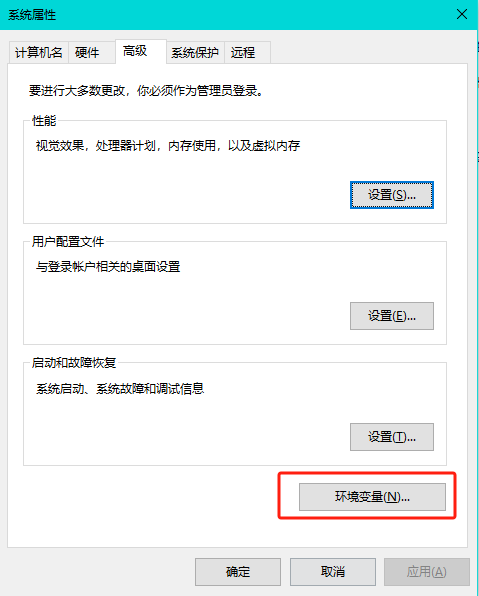 系统属性
计算机名 硬件 高级 系统保护 远程
要进行大多数更改，你必须作为管理员登录。
性能
视觉效果，处理器计划，内存使用，以及虚拟内存
设置(S)...
用户配置文件
与登录帐户相关的桌面设置
设置(E)...
启动和故障恢复
系统启动、系统故障和调试信息
设置(T)...
环境变量(N)...
确定 取消 应用(A)